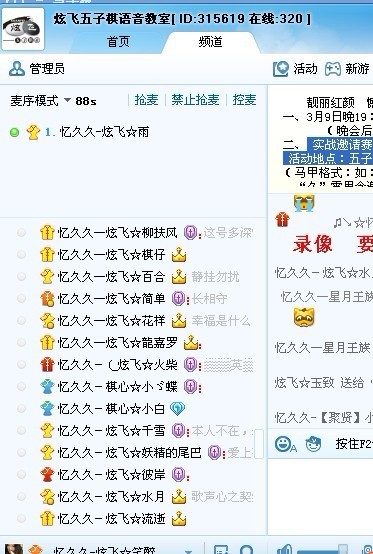 炫飞五子棋语音教室[ ID:315619 在线:320 ]
首页 频道
管理员
活动 新游
麦序模式 88s 抢麦 禁止抢麦 控麦
1. 忆久久-炫飞☆雨
忆久久一炫飞☆柳扶风 :这号多深
忆久久一炫飞☆棋仔
忆久久一炫飞☆百合 静挂勿扰
忆久久一炫飞☆简单 :长相守
忆久久一炫飞☆花样 幸福是什么
忆久久一炫飞☆龍嘉罗
忆久久－（炫飞☆火柴
忆久久－棋心☆小ゞ蝶
忆久久－棋心☆小白
忆久久－炫飞☆千雪 :本人不在，
忆久久－炫飞☆妖精的尾巴 :爱上
忆久久－炫飞☆彼岸
忆久久－炫飞☆水月 歌声心之契
忆久久－炫飞☆流逝
忆久久-炫飞☆笑醉
靓丽红颜
一、3月9日晚19：
（晚会后
二、实战邀请赛
活动地点：五子
（马甲格式：如：
♪↘☆忆
录像 要
忆久久－炫飞☆水
忆久久一星月王族
忆久久一星月王族
炫飞☆玉致 送给
忆久久－【聚贤】小
按住F2